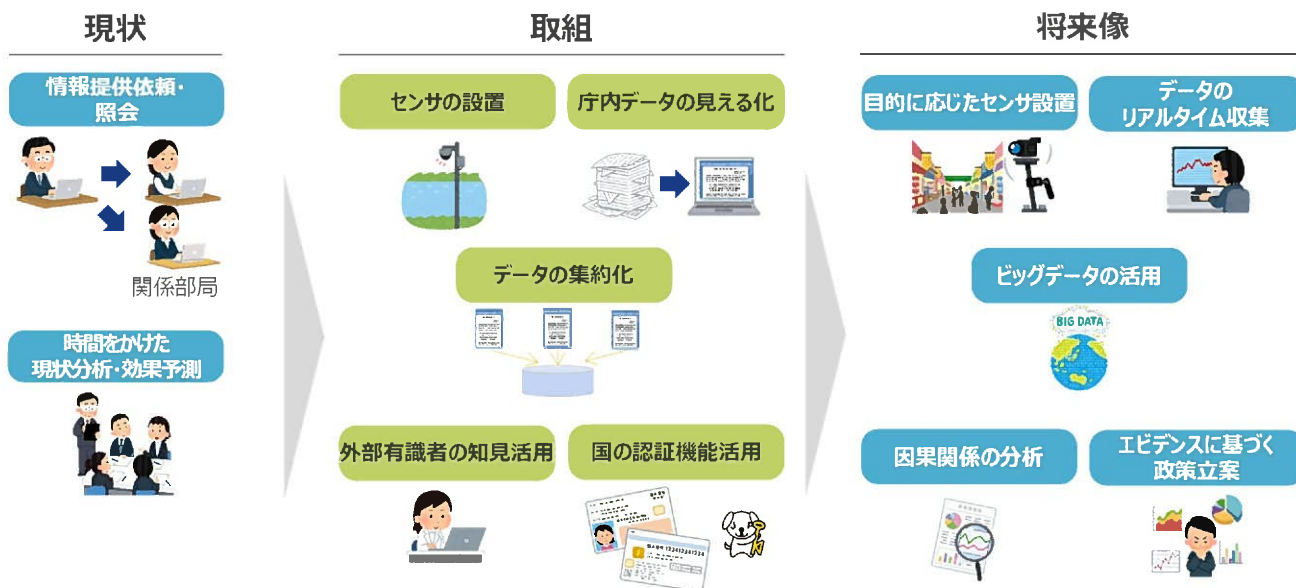 現状
取組
将来像
情報提供依頼・
照会
関係部局
時間をかけた
現状分析・効果予測
センサの設置
庁内データの見える化
データの集約化
外部有識者の知見活用
国の認証機能活用
目的に応じたセンサ設置
データの
リアルタイム収集
ビッグデータの活用
BIG DATA
因果関係の分析
エビデンスに基づく
政策立案